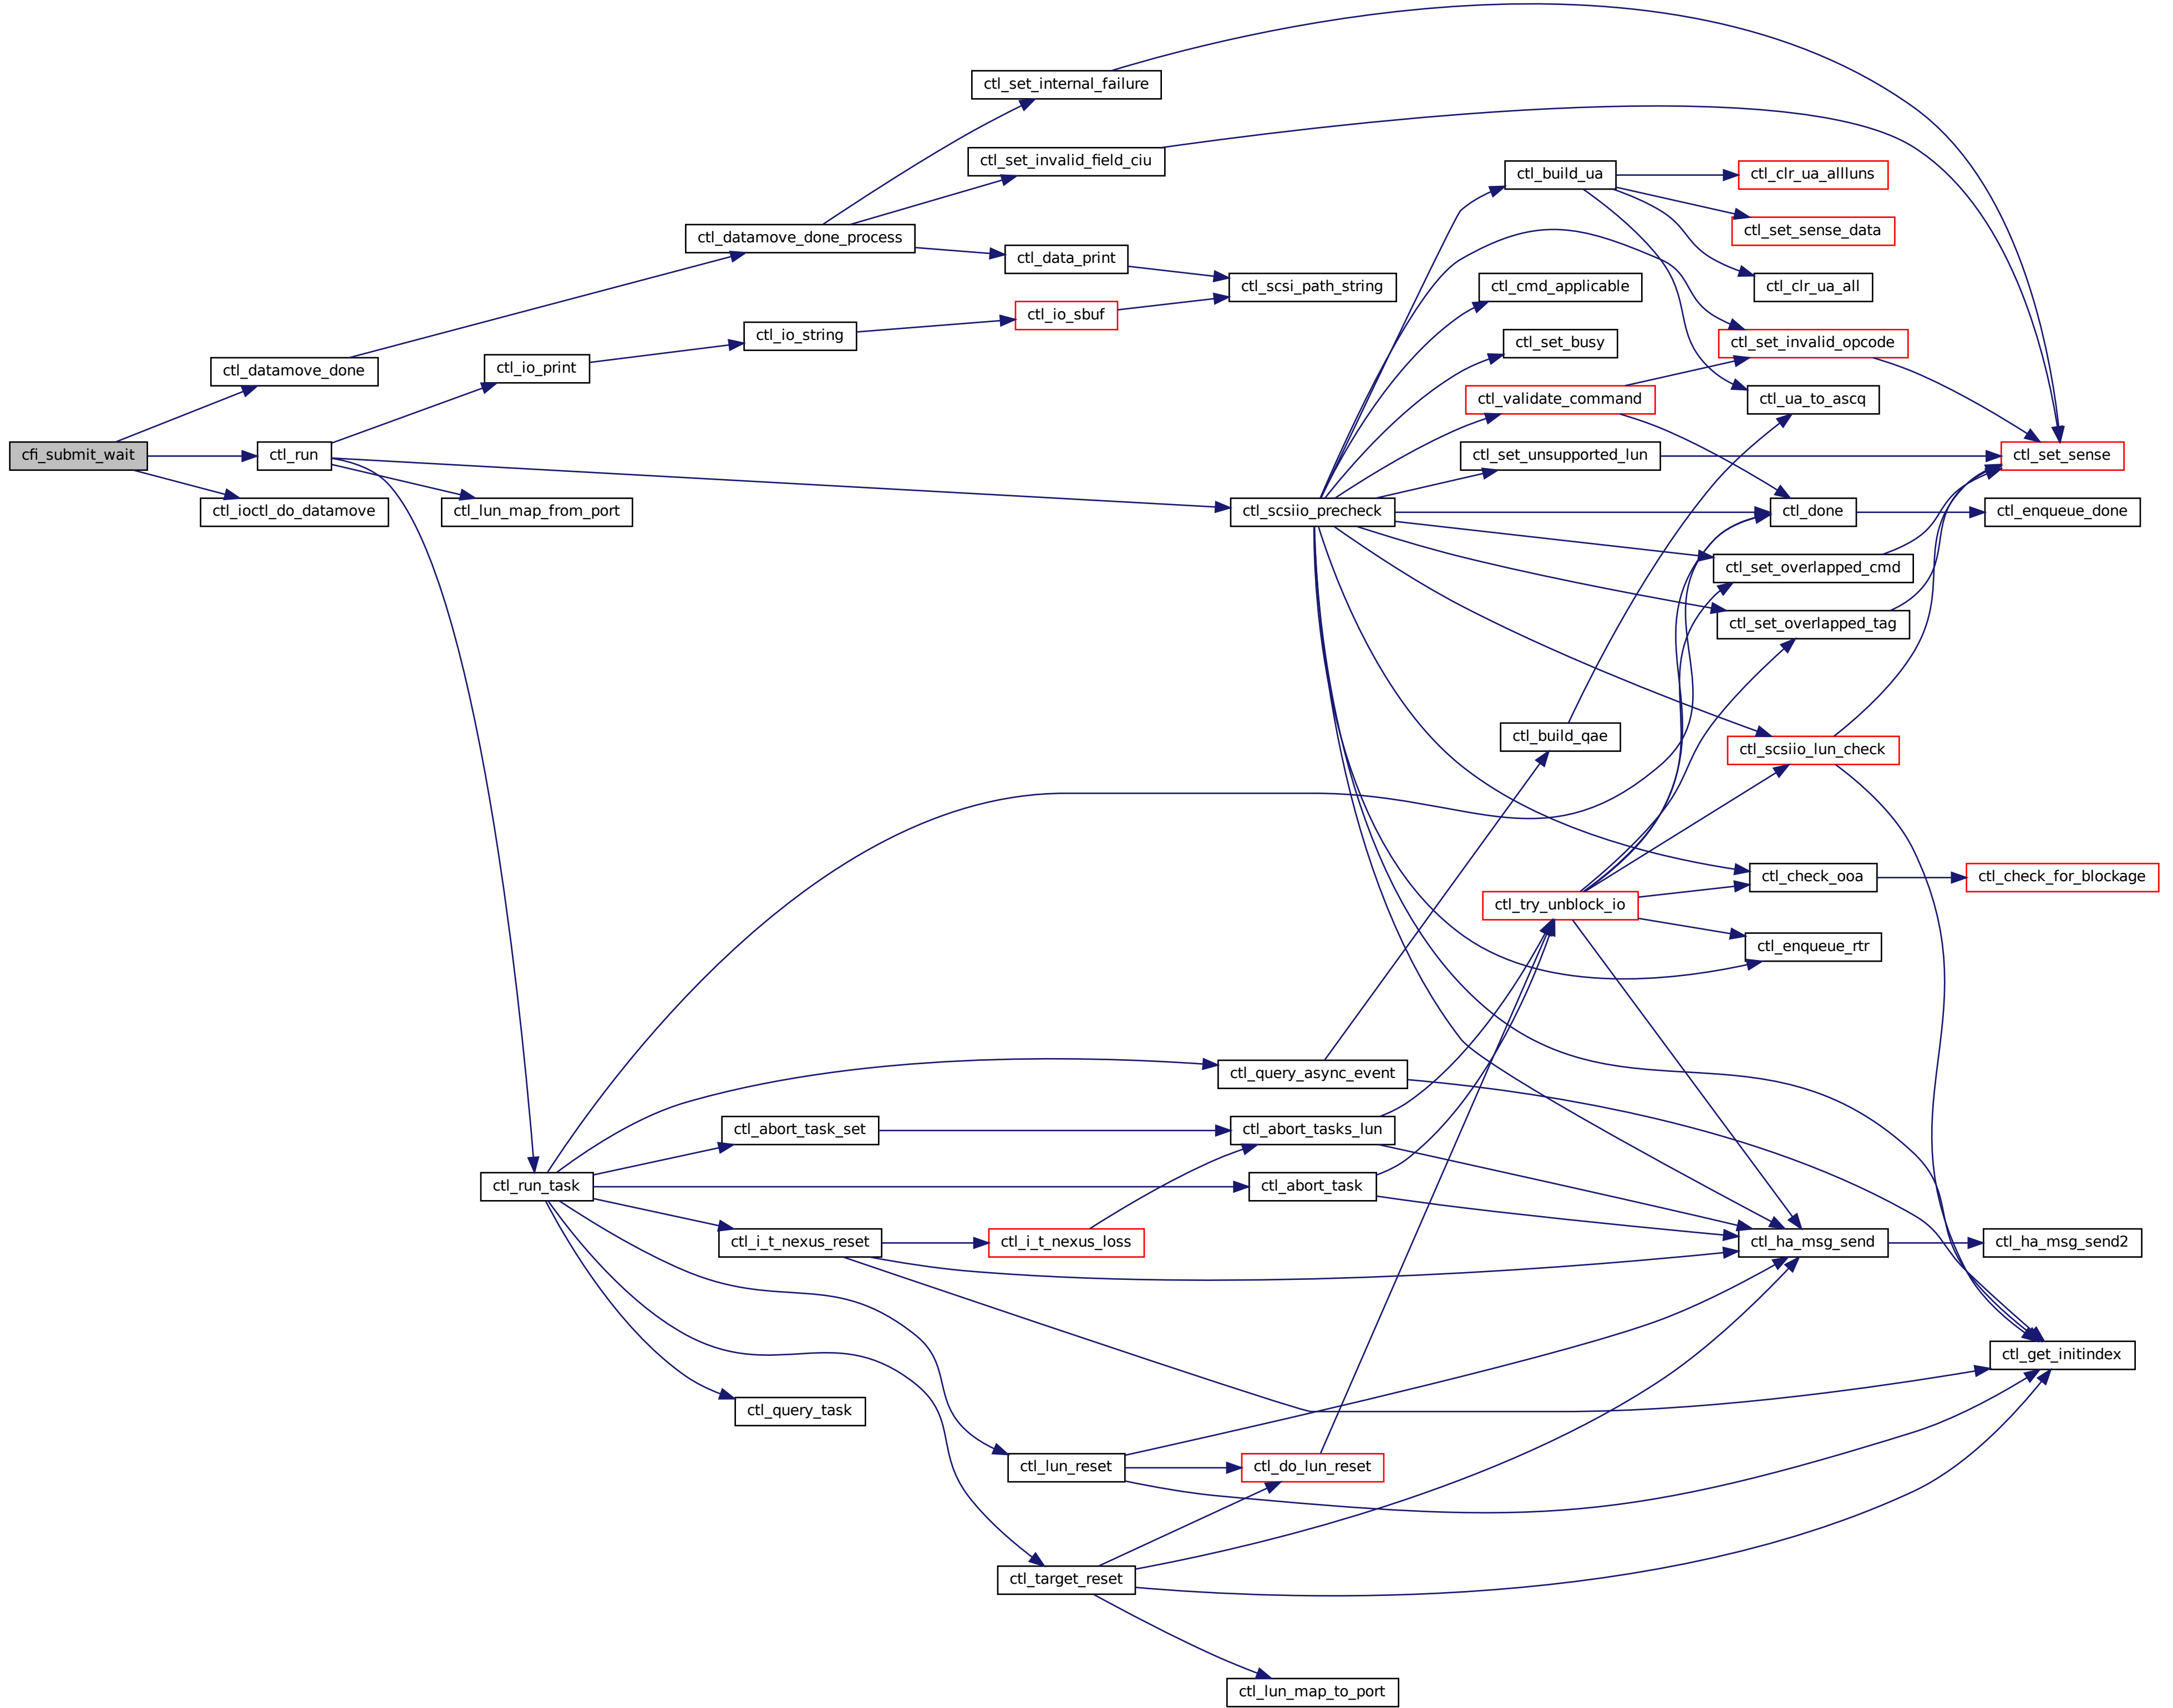 ctl_set_internal_failure
ctl_set_invalid_field_ciu
ctl_build_ua
ctl_clr_ua_allluns
ctl_set_sense_data
ctl_datamove_done_process
ctl_data_print
ctl_scsi_path_string
ctl_cmd_applicable
ctl_clr_ua_all
ctl_io_sbuf
ctl_io_string
ctl_set_busy
ctl_set_invalid_opcode
ctl_datamove_done
ctl_io_print
ctl_validate_command
ctl_ua_to_ascq
cfi_submit_wait
ctl_run
ctl_set_unsupported_lun
ctl_set_sense
ctl_ioctl_do_datamove
ctl_lun_map_from_port
ctl_scsiio_precheck
ctl_done
ctl_enqueue_done
ctl_set_overlapped_cmd
ctl_set_overlapped_tag
ctl_build_qae
ctl_scsiio_lun_check
ctl_check_ooa
ctl_check_for_blockage
ctl_try_unblock_io
ctl_enqueue_rtr
ctl_query_async_event
ctl_abort_task_set
ctl_abort_tasks_lun
ctl_run_task
ctl_abort_task
ctl_i_t_nexus_reset
ctl_i_t_nexus_loss
ctl_ha_msg_send
ctl_ha_msg_send2
ctl_get_initindex
ctl_query_task
ctl_lun_reset
ctl_do_lun_reset
ctl_target_reset
ctl_lun_map_to_port